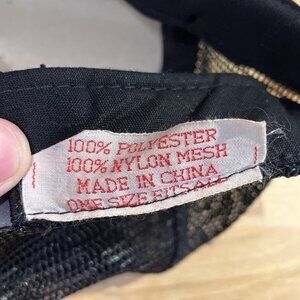 100% POLYESTER
100% NYLON MESH
MADE IN CHINA
ONE SIZE FITS ALL